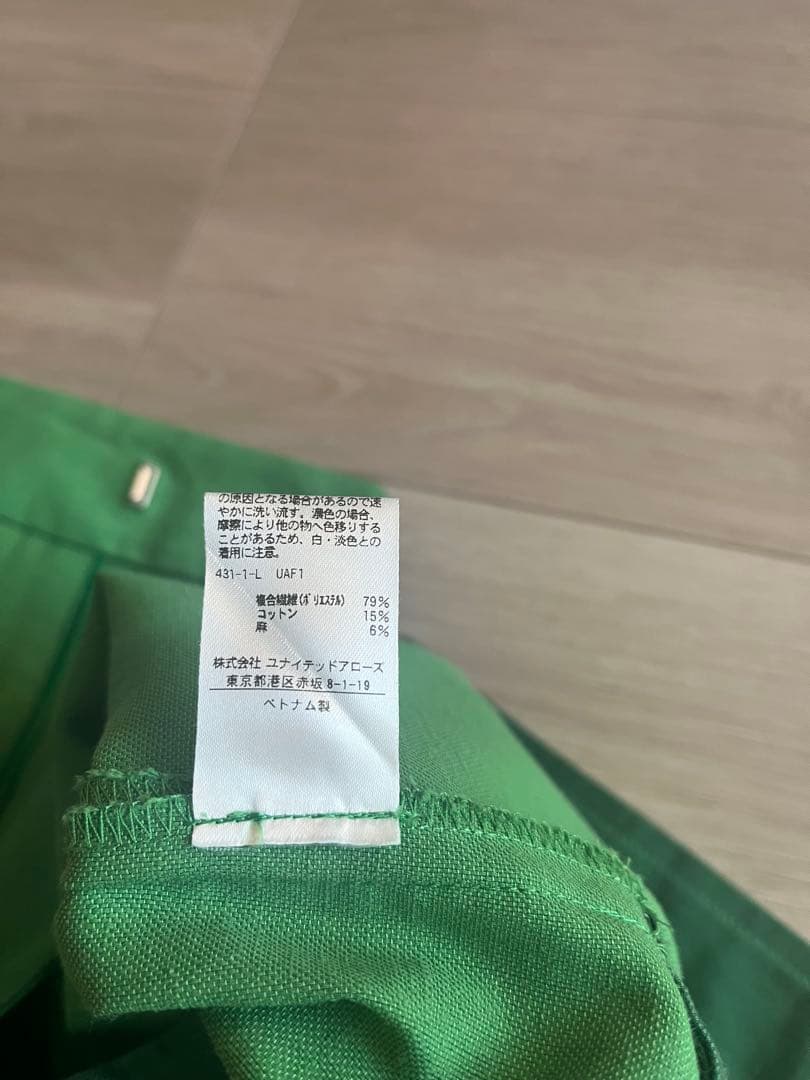 の原因となる場合があるので速
やかに洗い流す。濃色の場合、
摩擦により他の物へ色移りする
ことがあるため、白・淡色との
着用に注意。
431-1-L UAF1
複合繊維(ポリエステル) 79%
コットン 15%
麻 6%
株式会社 ユナイテッドアローズ
東京都港区赤坂 8-1-19
ベトナム製